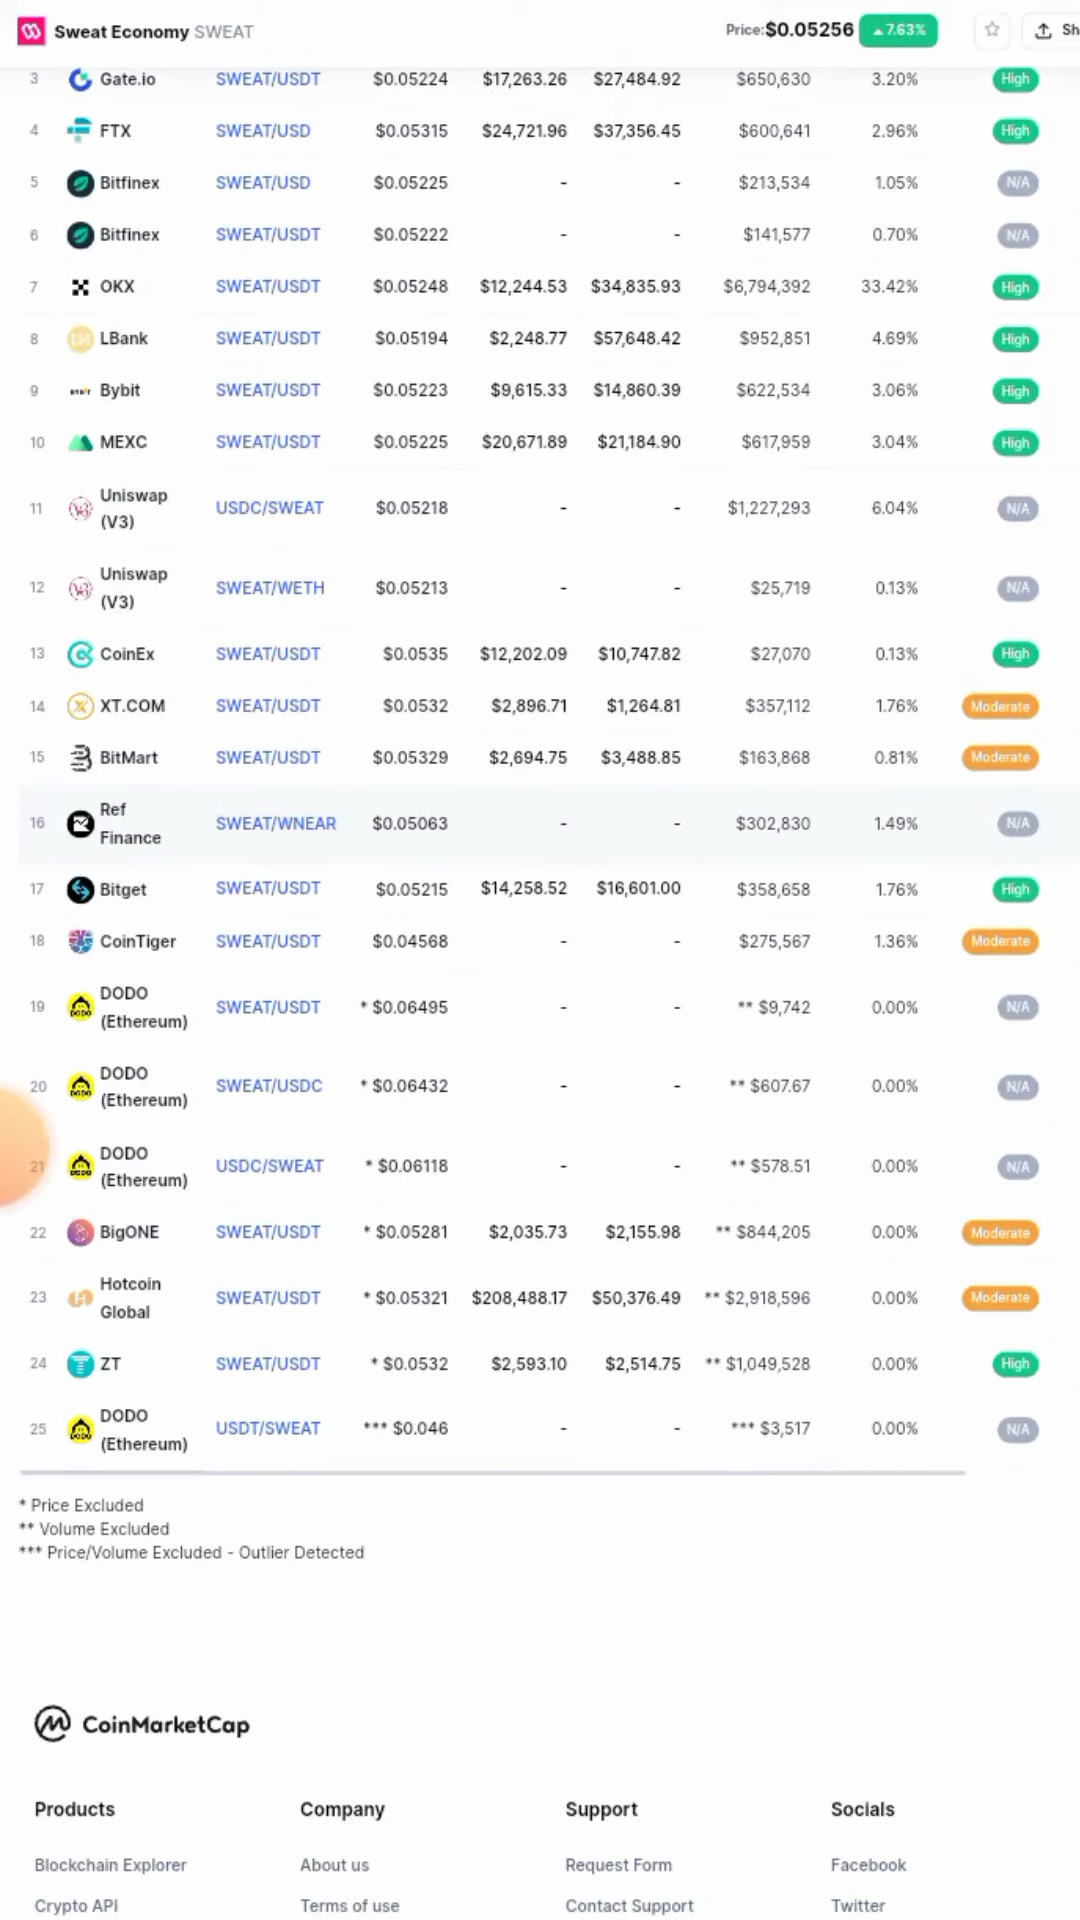 Sweat Economy SWEAT Price:$0.05256 7.63% Sh
3 Gate.io SWEAT/USDT $0.05224 $17,263.26 $27,484.92 $650,630 3.20% High
4 FTX SWEAT/USD $0.05315 $24,721.96 $37,356.45 $600,641 2.96% High
5 Bitfinex SWEAT/USD $0.05225 - - $213,534 1.05% N/A
6 Bitfinex SWEAT/USDT $0.05222 - - $141,577 0.70% N/A
7 OKX SWEAT/USDT $0.05248 $12,244.53 $34,835.93 $6,794,392 33.42% High
8 LBank SWEAT/USDT $0.05194 $2,248.77 $57,648.42 $952,851 4.69% High
9 Bybit SWEAT/USDT $0.05223 $9,615.33 $14,860.39 $622,534 3.06% High
10 MEXC SWEAT/USDT $0.05225 $20,671.89 $21,184.90 $617,959 3.04% High
11 Uniswap (V3) USDC/SWEAT $0.05218 - - $1,227,293 6.04% N/A
12 Uniswap (V3) SWEAT/WETH $0.05213 - - $25,719 0.13% N/A
13 CoinEx SWEAT/USDT $0.0535 $12,202.09 $10,747.82 $27,070 0.13% High
14 XT.COM SWEAT/USDT $0.0532 $2,896.71 $1,264.81 $357,112 1.76% Moderate
15 BitMart SWEAT/USDT $0.05329 $2,694.75 $3,488.85 $163,868 0.81% Moderate
16 Ref Finance SWEAT/WNEAR $0.05063 - - $302,830 1.49% N/A
17 Bitget SWEAT/USDT $0.05215 $14,258.52 $16,601.00 $358,658 1.76% High
18 CoinTiger SWEAT/USDT $0.04568 - - $275,567 1.36% Moderate
19 DODO (Ethereum) SWEAT/USDT * $0.06495 - - ** $9,742 0.00% N/A
20 DODO (Ethereum) SWEAT/USDC * $0.06432 - - ** $607.67 0.00% N/A
21 DODO (Ethereum) USDC/SWEAT * $0.06118 - - ** $578.51 0.00% N/A
22 BigONE SWEAT/USDT * $0.05281 $2,035.73 $2,155.98 ** $844,205 0.00% Moderate
23 Hotcoin Global SWEAT/USDT * $0.05321 $208,488.17 $50,376.49 ** $2,918,596 0.00% Moderate
24 ZT SWEAT/USDT * $0.0532 $2,593.10 $2,514.75 ** $1,049,528 0.00% High
25 DODO (Ethereum) USDT/SWEAT *** $0.046 - - *** $3,517 0.00% N/A
* Price Excluded
** Volume Excluded
*** Price/Volume Excluded - Outlier Detected
CoinMarketCap
Products Company Support Socials
Blockchain Explorer About us Request Form Facebook
Crypto API Terms of use Contact Support Twitter